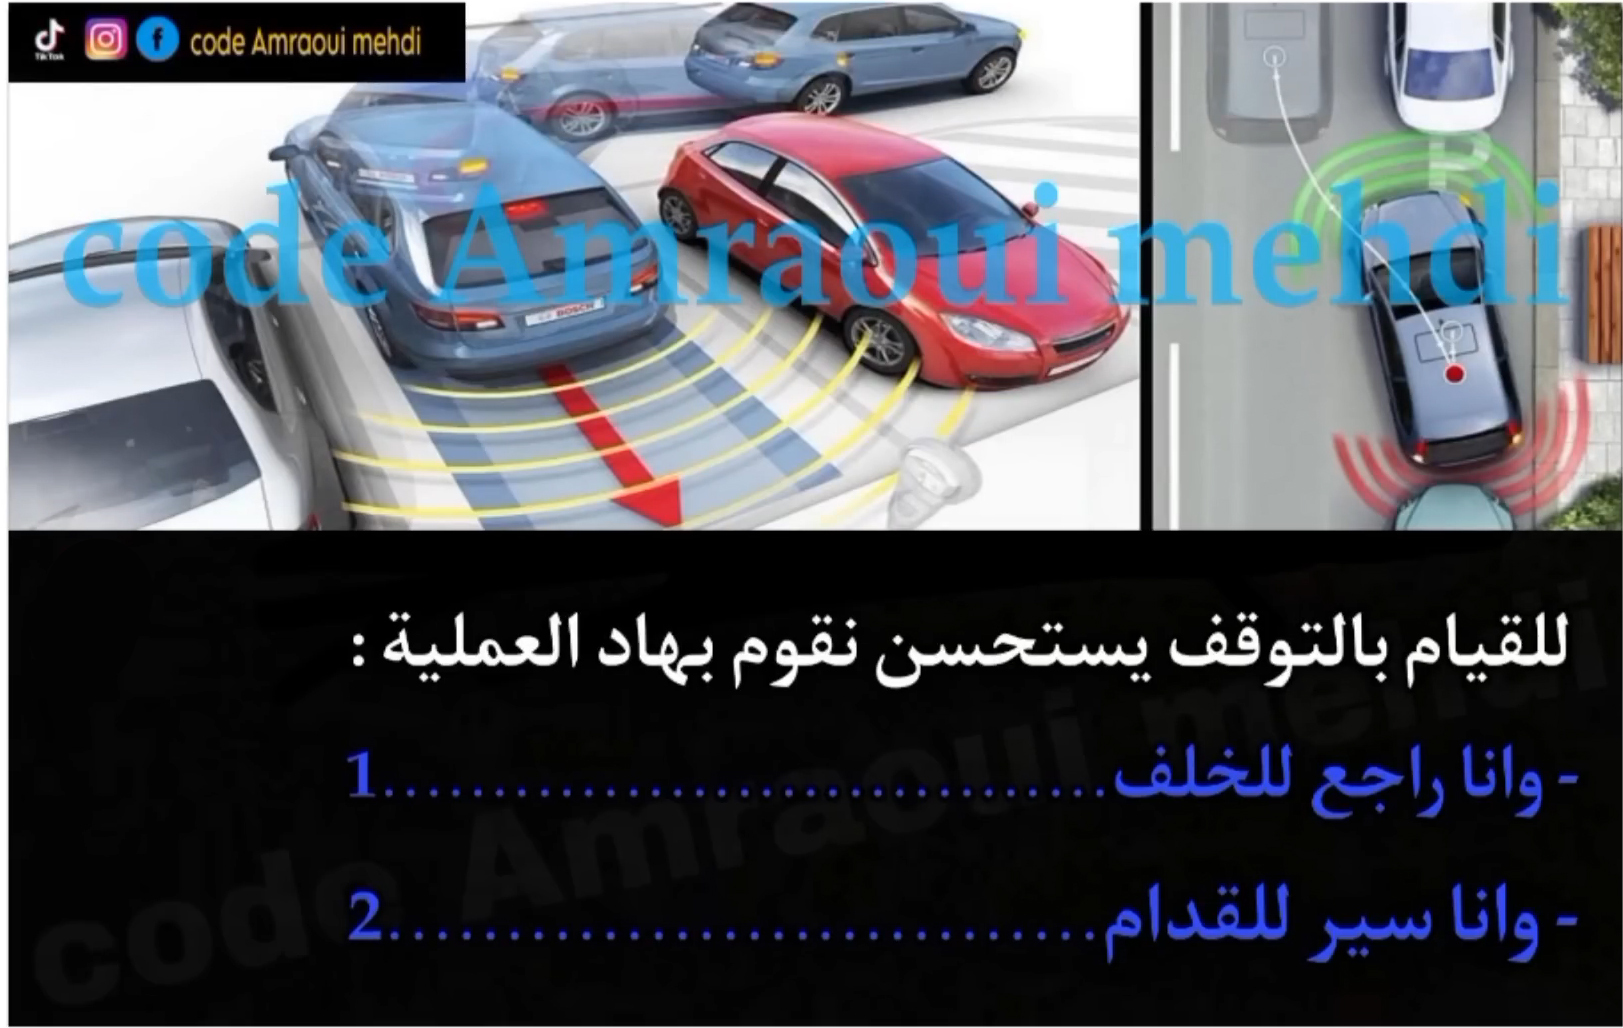 TikTok
code Amraoui mehdi
BOSCH
P
code Amraoui mehdi
للقيام بالتوقف يستحسن نقوم بهاد العملية :
- وانا راجع للخلف..................................1
- وانا سير للقدام..................................2
code Amraoui mehdi